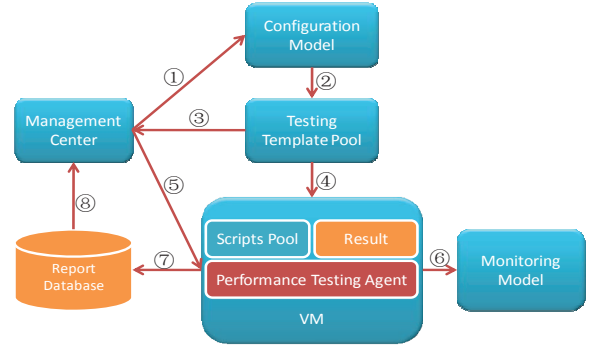 Configuration
Model
①
②
Management
Center
③
Testing
Template Pool
⑤
④
⑧
Scripts Pool
Result
⑦
⑥
Report
Database
Performance Testing Agent
Monitoring
Model
VM